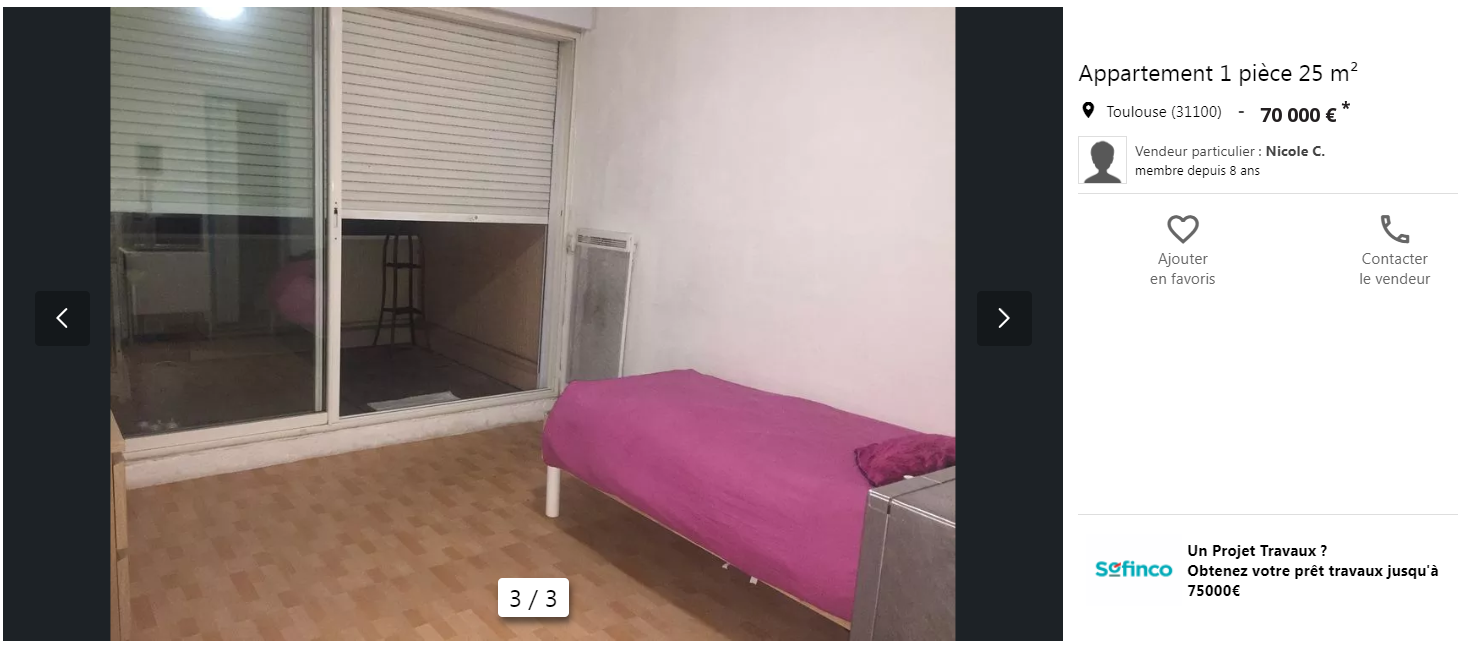 Appartement 1 pièce 25 m²
Toulouse (31100) - 70 000 € *
Vendeur particulier : Nicole C.
membre depuis 8 ans
Ajouter
en favoris
Contacter
le vendeur
3 / 3
Sofinco
Un Projet Travaux ?
Obtenez votre prêt travaux jusqu'à
75000€